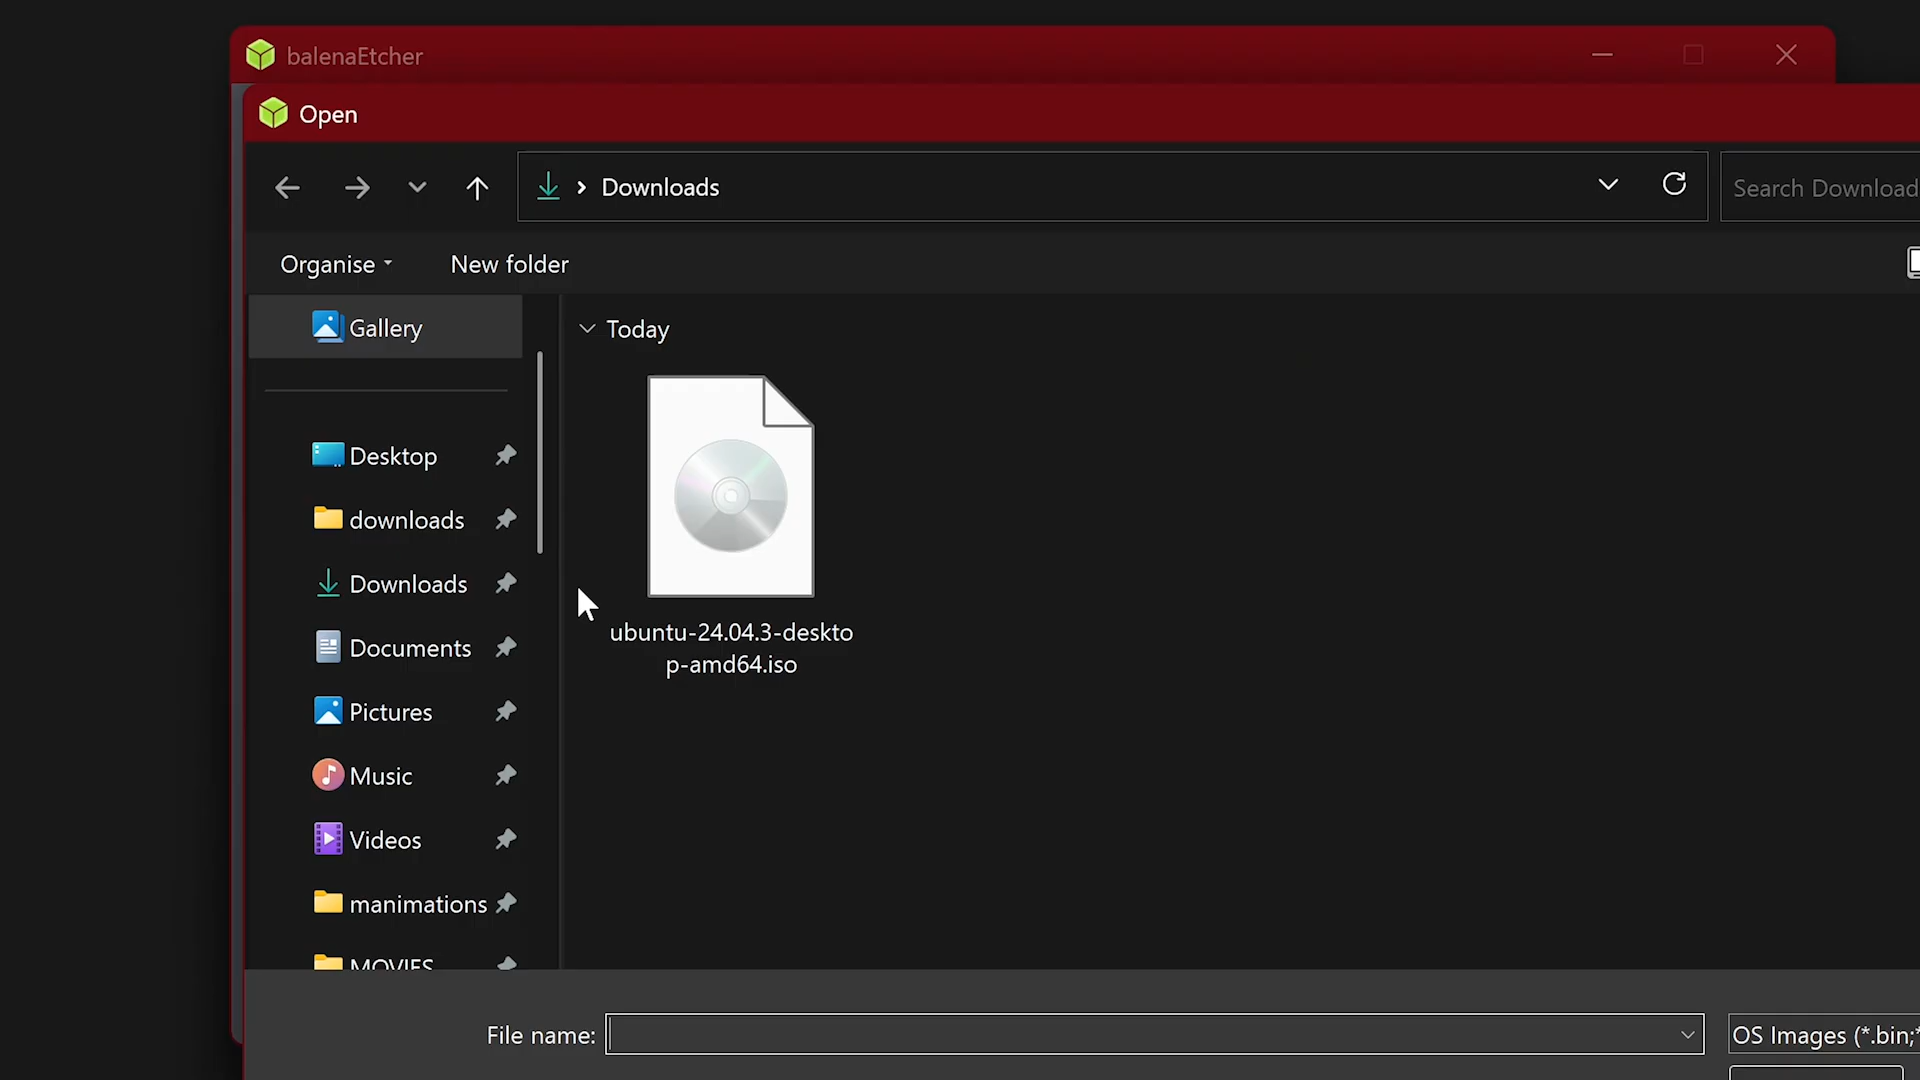 balenaEtcher
Open
Downloads
Search Download
Organise
New folder
Gallery
Today
Desktop
downloads
Downloads
Documents
Pictures
Music
Videos
manimations
MOVIES
ubuntu-24.04.3-deskto
p-amd64.iso
File name:
OS Images (*.bin;*